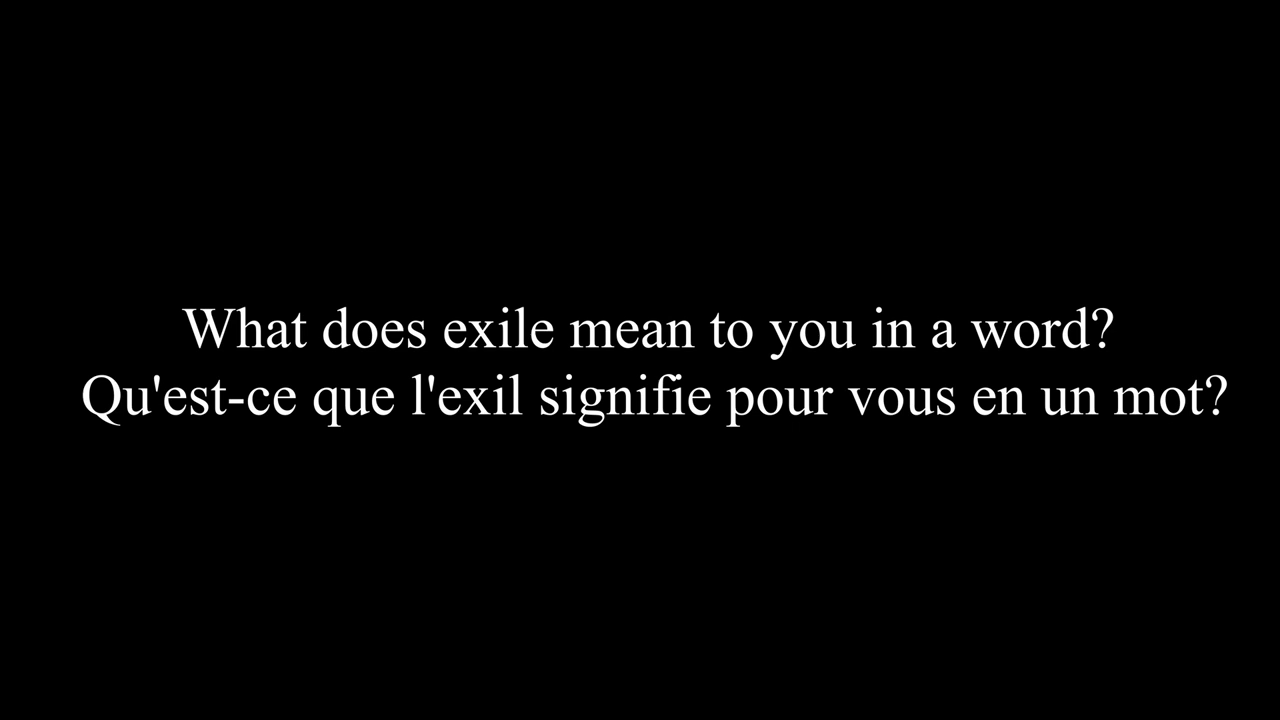 What does exile mean to you in a word?
Qu'est-ce que l'exil signifie pour vous en un mot?